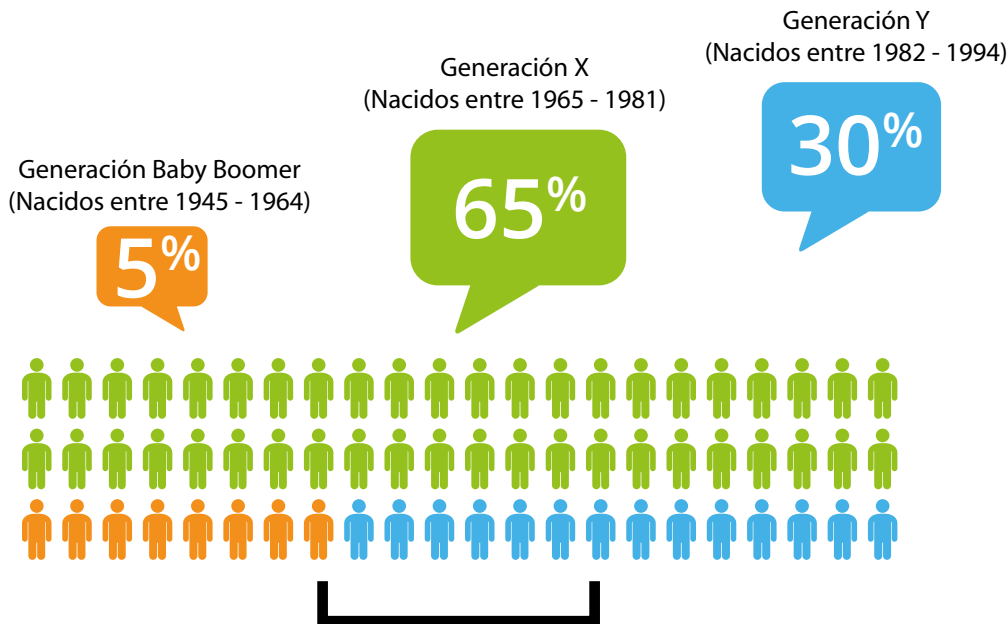 Generación Baby Boomer
(Nacidos entre 1945 - 1964)
5%
Generación X
(Nacidos entre 1965 - 1981)
65%
Generación Y
(Nacidos entre 1982 - 1994)
30%